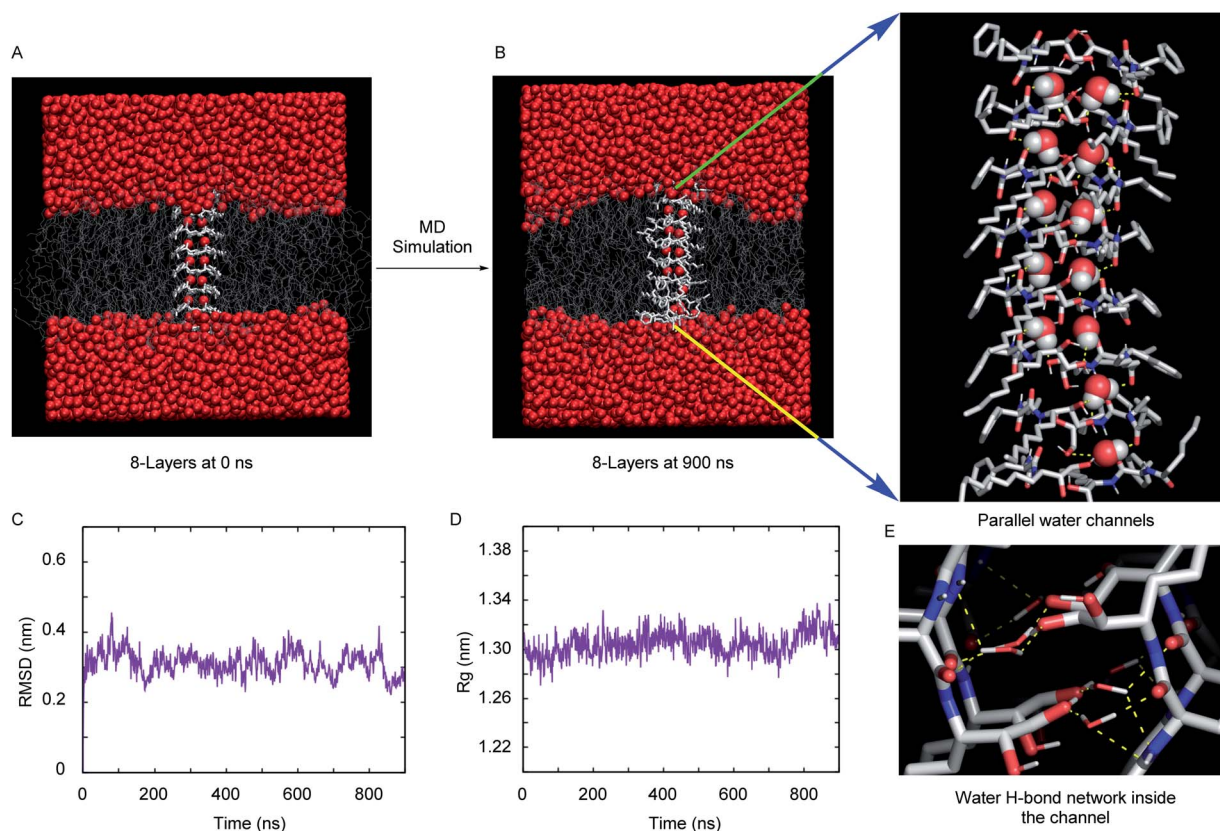 A
B
MD
Simulation
8-Layers at 0 ns
8-Layers at 900 ns
Parallel water channels
C
0.6
0.4
0.2
0
RMSD (nm)
0
200
400
600
800
Time (ns)
D
1.38
1.34
1.30
1.26
1.22
Rg (nm)
0
200
400
600
800
Time (ns)
E
Water H-bond network inside
the channel